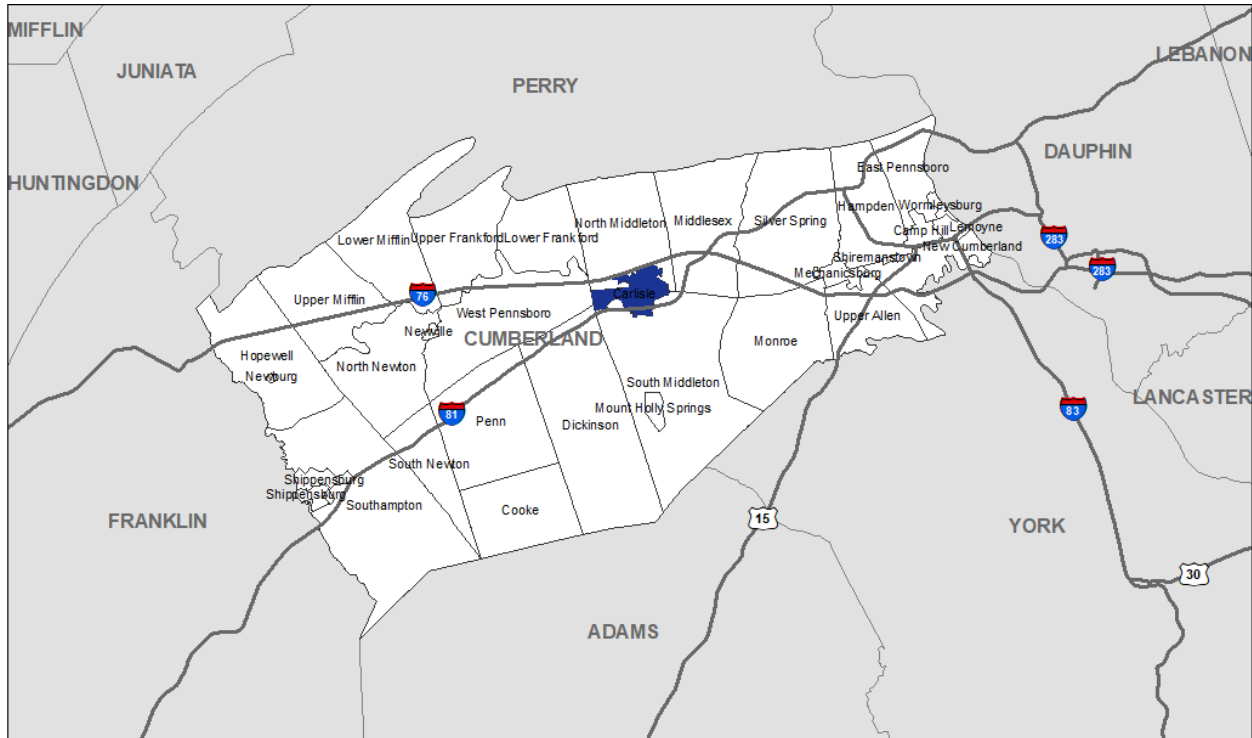 MIFFLIN
JUNIATA
PERRY
LEBANON
HUNTINGDON
DAUPHIN
East Pennsboro
Hampden
Wormleysburg
North Middleton
Middlesex
Silver Spring
Camp Hill
Lemoyne
Lower Mifflin
Upper Frankford
Lower Frankford
New Cumberland
283
Shiremanstown
283
Mechanicsburg
76
Carlisle
Upper Mifflin
West Pennsboro
Upper Allen
Newville
CUMBERLAND
Monroe
Hopewell
North Newton
Newburg
South Middleton
LANCASTER
83
Mount Holly Springs
81
Penn
Dickinson
South Newton
Shippensburg
Shippensburg
Southampton
Cooke
FRANKLIN
15
YORK
30
ADAMS